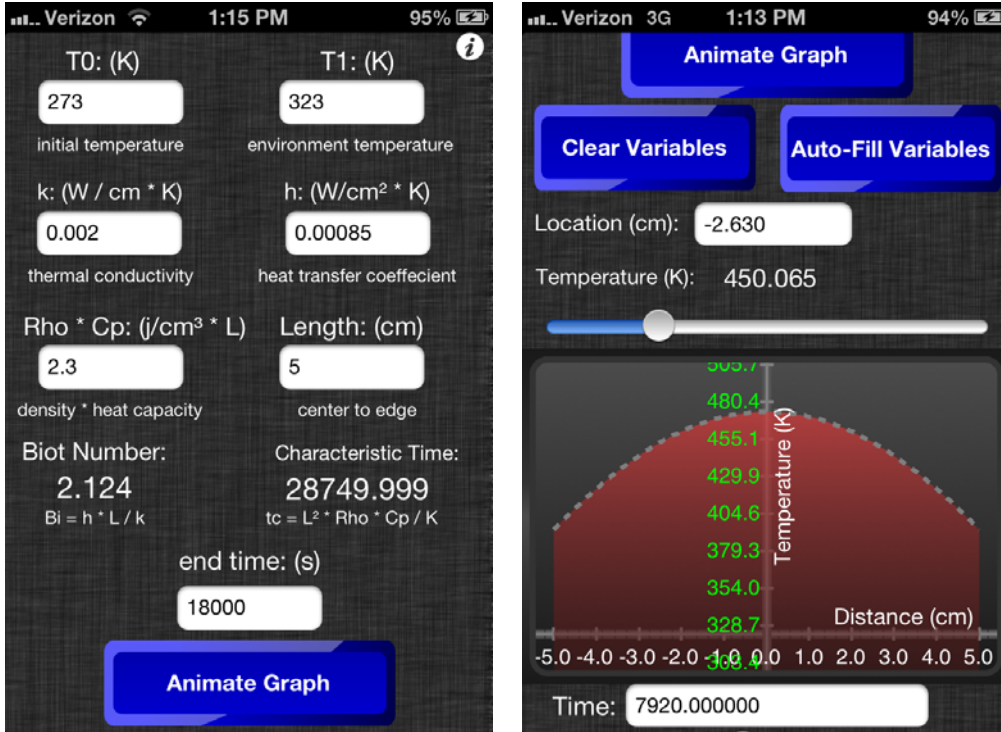 Verizon 1:15 PM 95%
T0: (K) T1: (K)
273 323
initial temperature environment temperature
k: (W / cm * K) h: (W/cm² * K)
0.002 0.00085
thermal conductivity heat transfer coeffecient
Rho * Cp: (j/cm³ * L) Length: (cm)
2.3 5
density * heat capacity center to edge
Biot Number: Characteristic Time:
2.124 28749.999
Bi = h * L / k tc = L² * Rho * Cp / K
end time: (s)
18000
Animate Graph
Verizon 3G 1:13 PM 94%
Animate Graph
Clear Variables Auto-Fill Variables
Location (cm): -2.630
Temperature (K): 450.065
505.7
480.4
455.1
429.9
404.6
379.3
354.0
328.7
303.4
Temperature (K)
Distance (cm)
-5.0 -4.0 -3.0 -2.0 -1.0 0.0 1.0 2.0 3.0 4.0 5.0
Time: 7920.000000